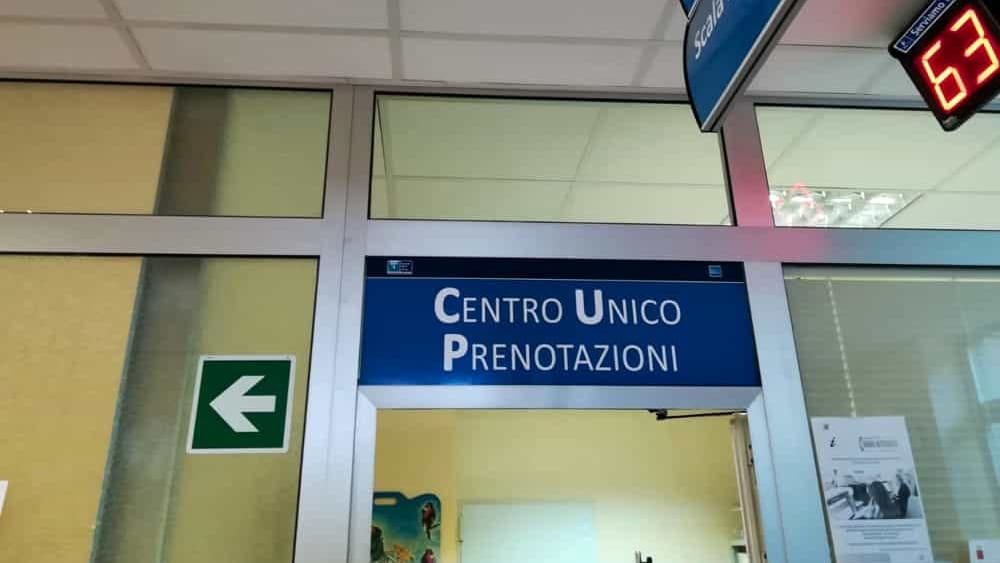 Scala
Serviamo
63
CENTRO UNICO
PRENOTAZIONI
i